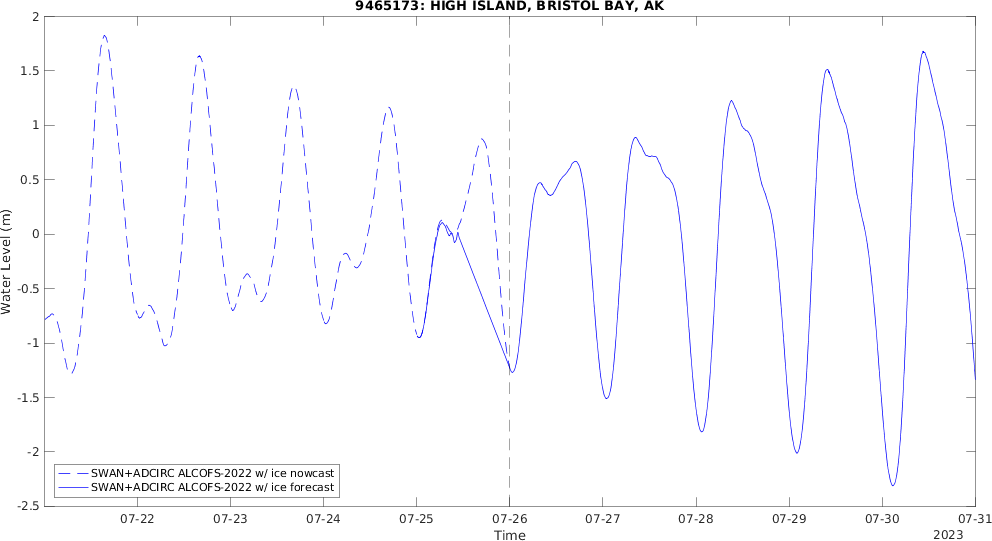 9465173: HIGH ISLAND, BRISTOL BAY, AK
Water Level (m)
2
1.5
1
0.5
0
-0.5
-1
-1.5
-2
-2.5
SWAN+ADCIRC ALCOFS-2022 w/ ice nowcast
SWAN+ADCIRC ALCOFS-2022 w/ ice forecast
07-22 07-23 07-24 07-25 07-26 07-27 07-28 07-29 07-30 07-31
Time
2023